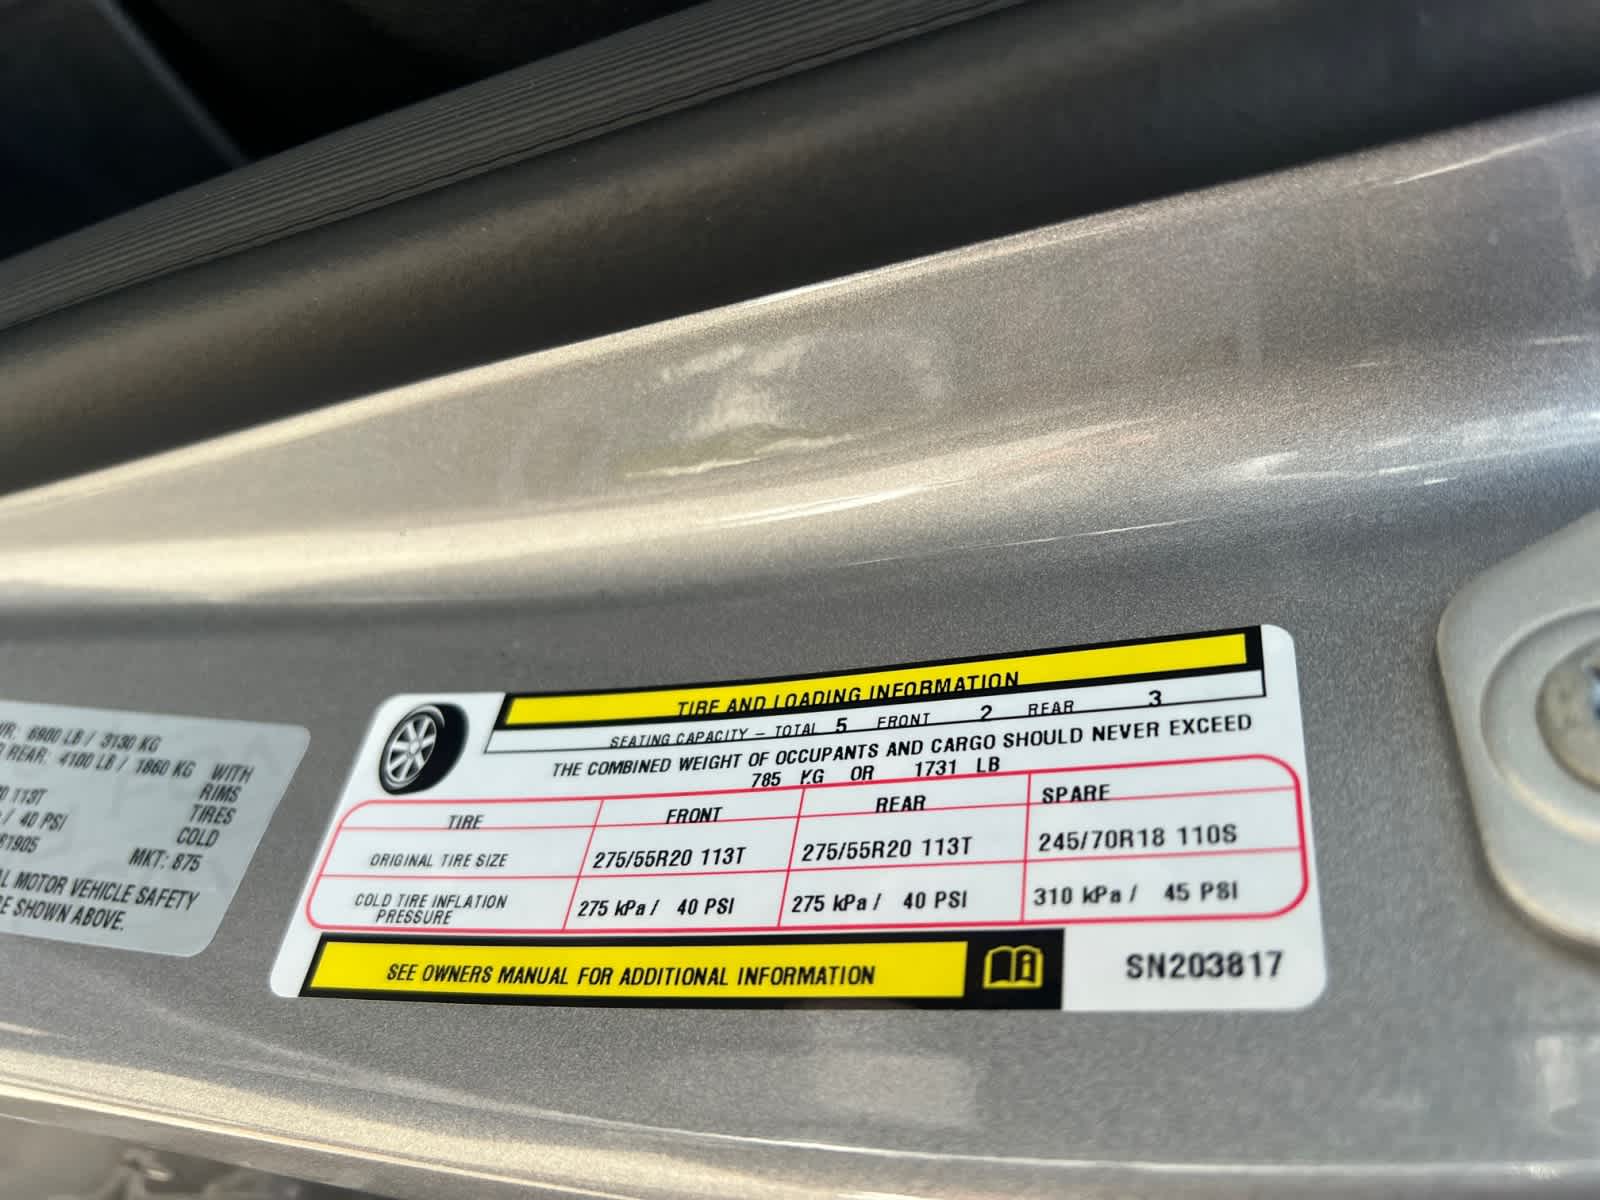 6900 LB / 3130 KG
REAR: 4100 LB / 1860 KG WITH
113T RIMS
/ 40 PSI TIRES
COLD
MKT: 875
MOTOR VEHICLE SAFETY
SHOWN ABOVE.
TIRE AND LOADING INFORMATION
SEATING CAPACITY – TOTAL 5 FRONT 2 REAR 3
THE COMBINED WEIGHT OF OCCUPANTS AND CARGO SHOULD NEVER EXCEED
785 KG OR 1731 LB
TIRE FRONT REAR SPARE
ORIGINAL TIRE SIZE 275/55R20 113T 275/55R20 113T 245/70R18 110S
COLD TIRE INFLATION
PRESSURE 275 kPa / 40 PSI 275 kPa / 40 PSI 310 kPa / 45 PSI
SEE OWNERS MANUAL FOR ADDITIONAL INFORMATION
SN203817